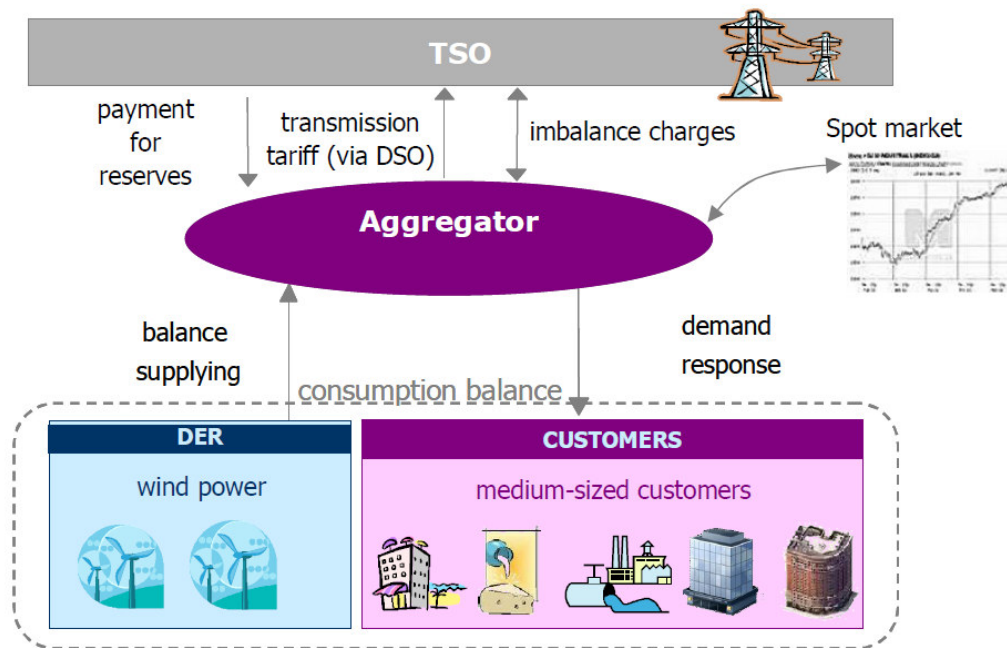 TSO
payment
for
reserves
transmission
tariff (via DSO)
imbalance charges
Spot market
Aggregator
balance
supplying
demand
response
consumption balance
DER
CUSTOMERS
wind power
medium-sized customers